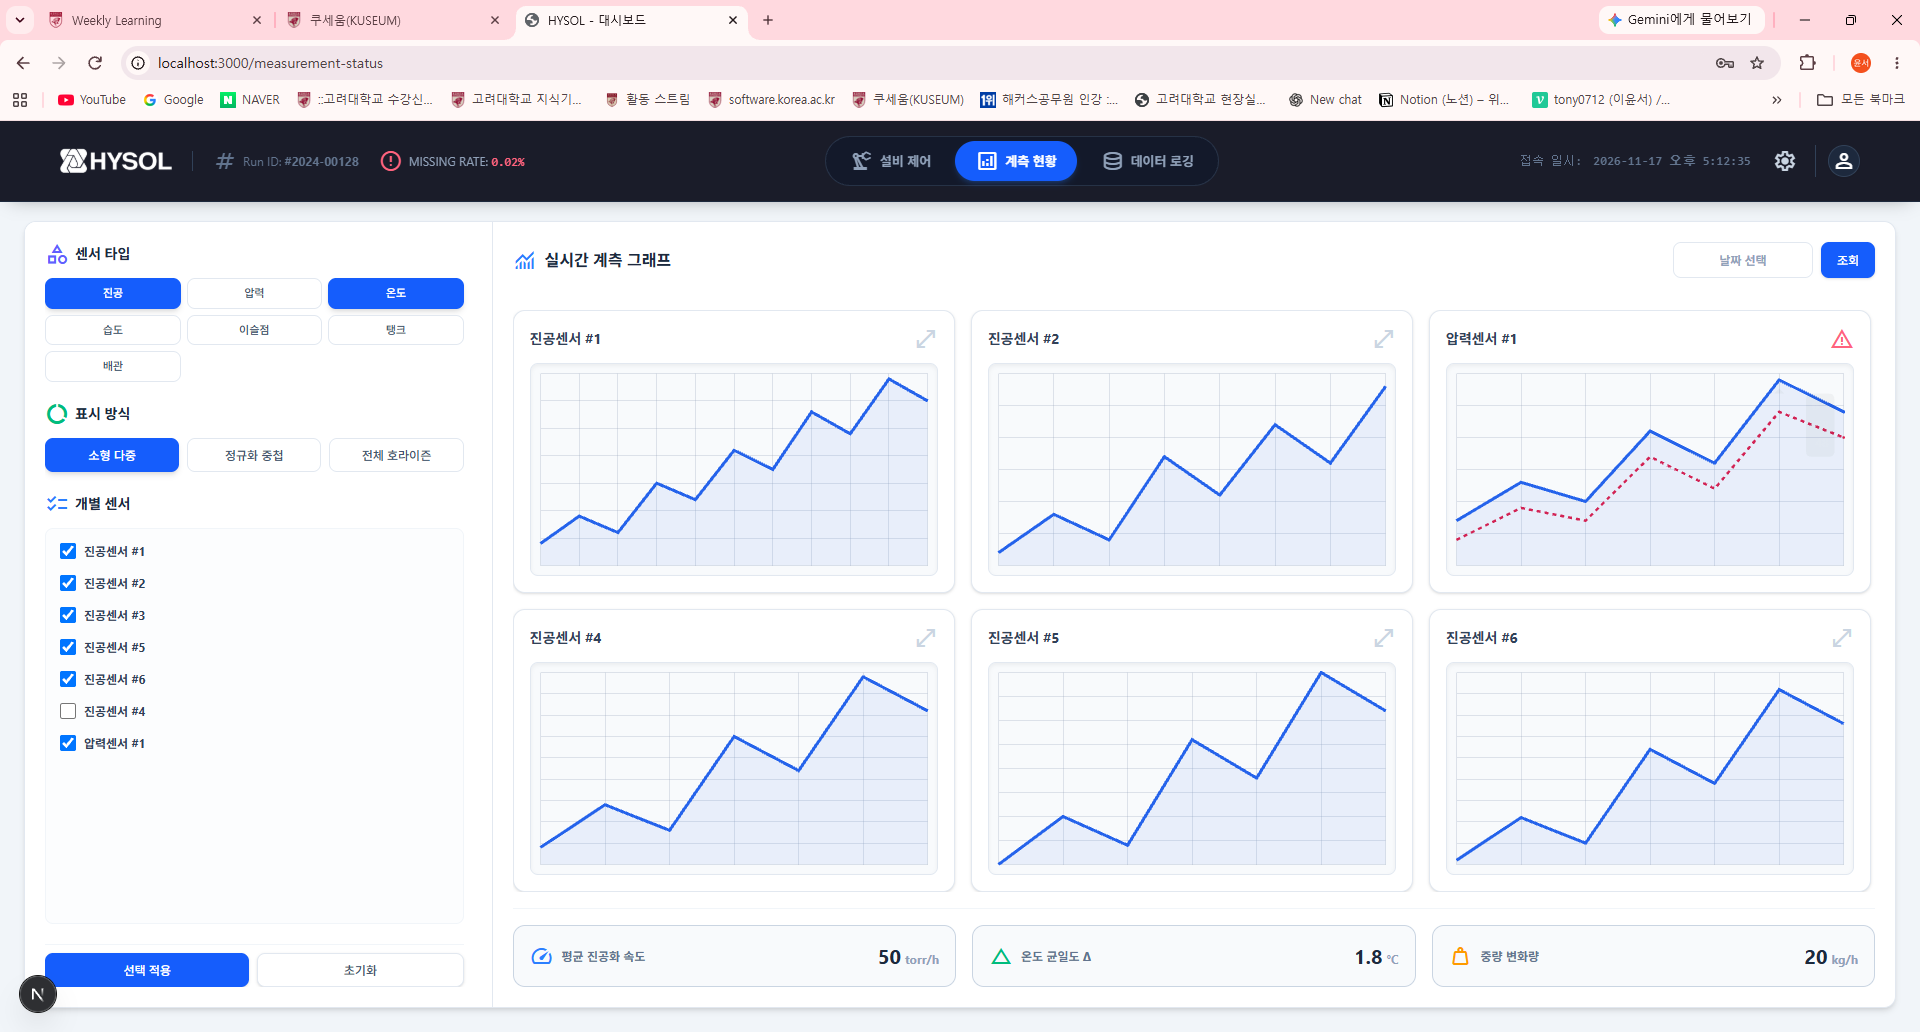 Weekly Learning
쿠세움(KUSEUM)
HYSOL - 대시보드
Gemini에게 물어보기
localhost:3000/measurement-status
윤서
YouTube
Google
NAVER
::고려대학교 수강신...
고려대학교 지식기...
활동 스트림
software.korea.ac.kr
쿠세움(KUSEUM)
해커스공무원 인강 :...
고려대학교 현장실...
New chat
Notion (노션) – 위...
tony0712 (이윤서) /...
모든 북마크
HYSOL
Run ID: #2024-00128
MISSING RATE: 0.02%
설비 제어
계측 현황
데이터 로깅
접속 일시: 2026-11-17 오후 5:12:35
센서 타입
진공
압력
온도
습도
이슬점
탱크
배관
표시 방식
소형 다중
정규화 중첩
전체 호라이즌
개별 센서
진공센서 #1
진공센서 #2
진공센서 #3
진공센서 #5
진공센서 #6
진공센서 #4
압력센서 #1
선택 적용
초기화
N
실시간 계측 그래프
날짜 선택
조회
진공센서 #1
진공센서 #2
압력센서 #1
진공센서 #4
진공센서 #5
진공센서 #6
평균 진공화 속도
50 torr/h
온도 균일도 Δ
1.8 ℃
중량 변화량
20 kg/h